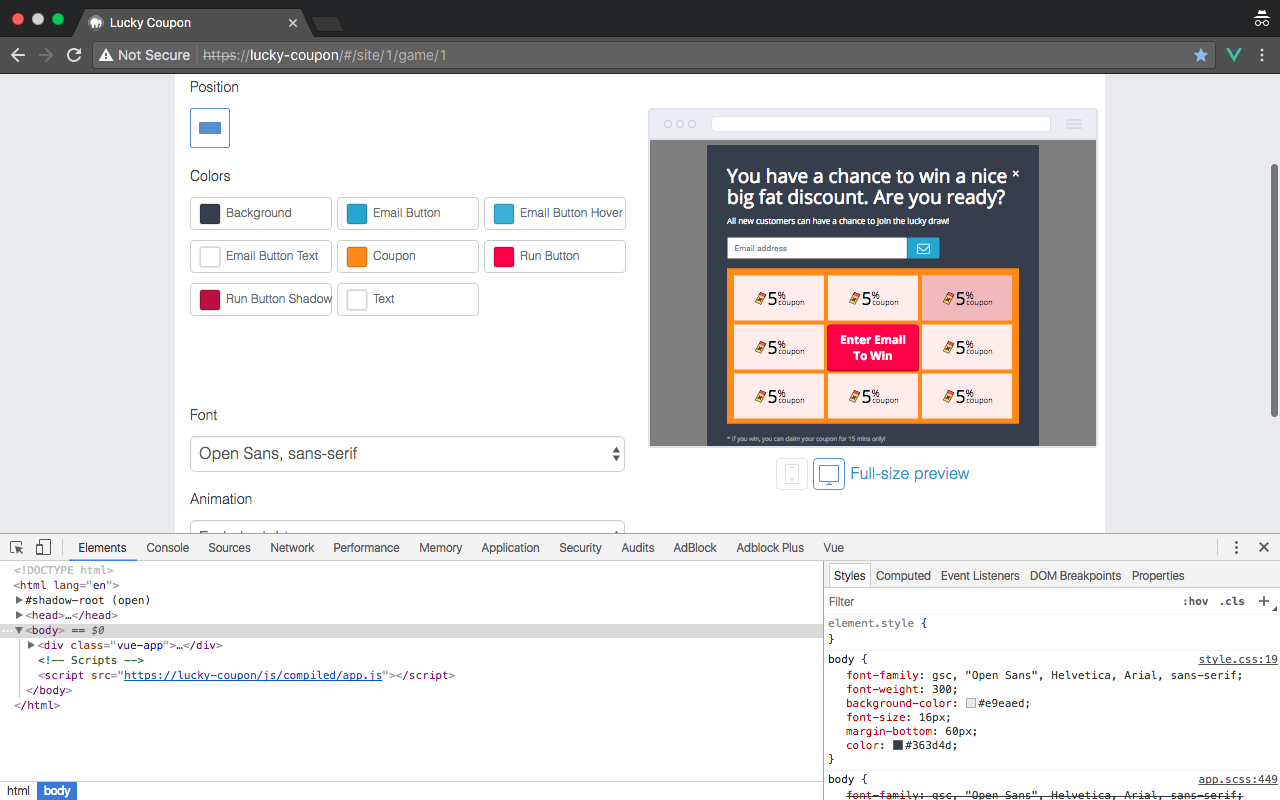 Lucky Coupon
Not Secure https://lucky-coupon/#/site/1/game/1
Position
Colors
Background
Email Button
Email Button Hover
Email Button Text
Coupon
Run Button
Run Button Shadow
Text
Font
Open Sans, sans-serif
Animation
You have a chance to win a nice ×
big fat discount. Are you ready?
All new customers can have a chance to join the lucky draw!
Email address
5% coupon
5% coupon
5% coupon
5% coupon
Enter Email
To Win
5% coupon
5% coupon
5% coupon
5% coupon
* If you win, you can claim your coupon for 15 mins only!
Full-size preview
Elements Console Sources Network Performance Memory Application Security Audits AdBlock Adblock Plus Vue
<!DOCTYPE html>
<html lang="en">
▶#shadow-root (open)
▶<head>…</head>
…▼<body> == $0
▶<div class="vue-app">…</div>
<!-- Scripts -->
<script src="https://lucky-coupon/js/compiled/app.js"></script>
</body>
</html>
html body
Styles Computed Event Listeners DOM Breakpoints Properties
Filter :hov .cls +
element.style {
}
body { style.css:19
font-family: gsc, "Open Sans", Helvetica, Arial, sans-serif;
font-weight: 300;
background-color: #e9eaed;
font-size: 16px;
margin-bottom: 60px;
color: #363d4d;
}
body { app.scss:449
font-family: gsc, "Open Sans", Helvetica, Arial, sans-serif;